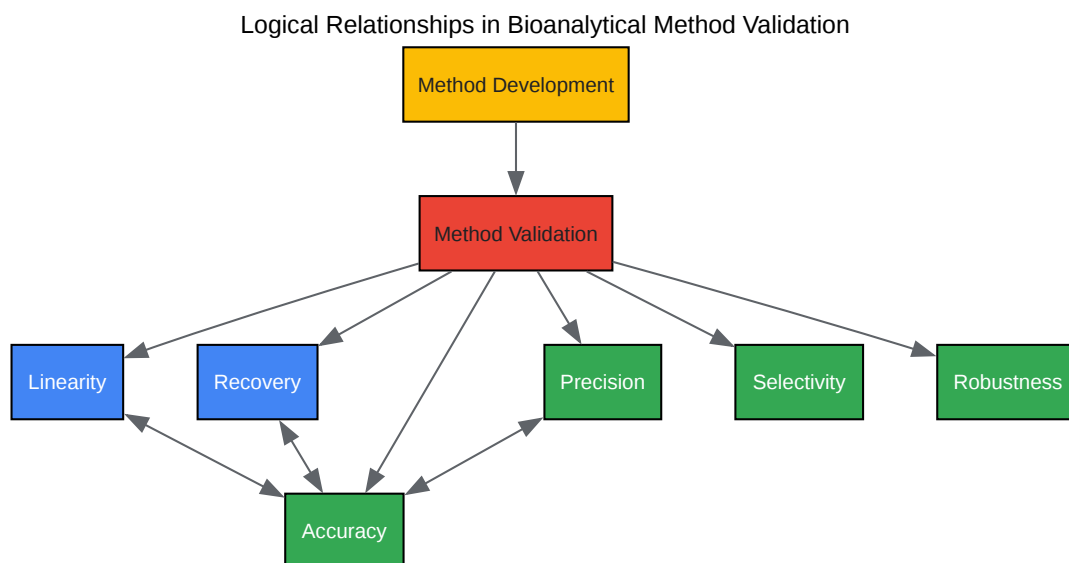 Logical Relationships in Bioanalytical Method Validation
Method Development
Method Validation
Linearity
Recovery
Precision
Selectivity
Robustness
Accuracy